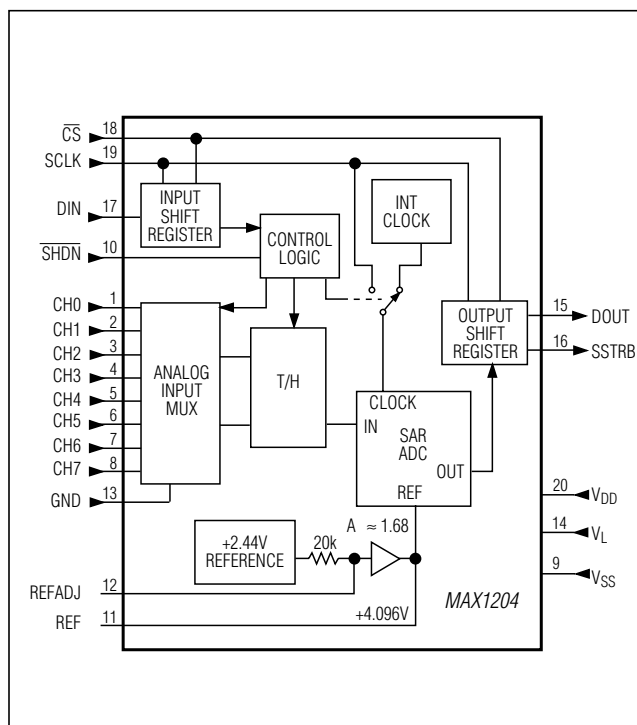 CS 18
SCLK 19
DIN 17
SHDN 10
CH0 1
CH1 2
CH2 3
CH3 4
CH4 5
CH5 6
CH6 7
CH7 8
GND 13
REFADJ 12
REF 11
INPUT
SHIFT
REGISTER
CONTROL
LOGIC
INT
CLOCK
ANALOG
INPUT
MUX
T/H
CLOCK
IN
SAR
ADC
OUT
REF
OUTPUT
SHIFT
REGISTER
15 DOUT
16 SSTRB
+2.44V
REFERENCE
20k
A ≈ 1.68
+4.096V
20 VDD
14 VL
9 VSS
MAX1204